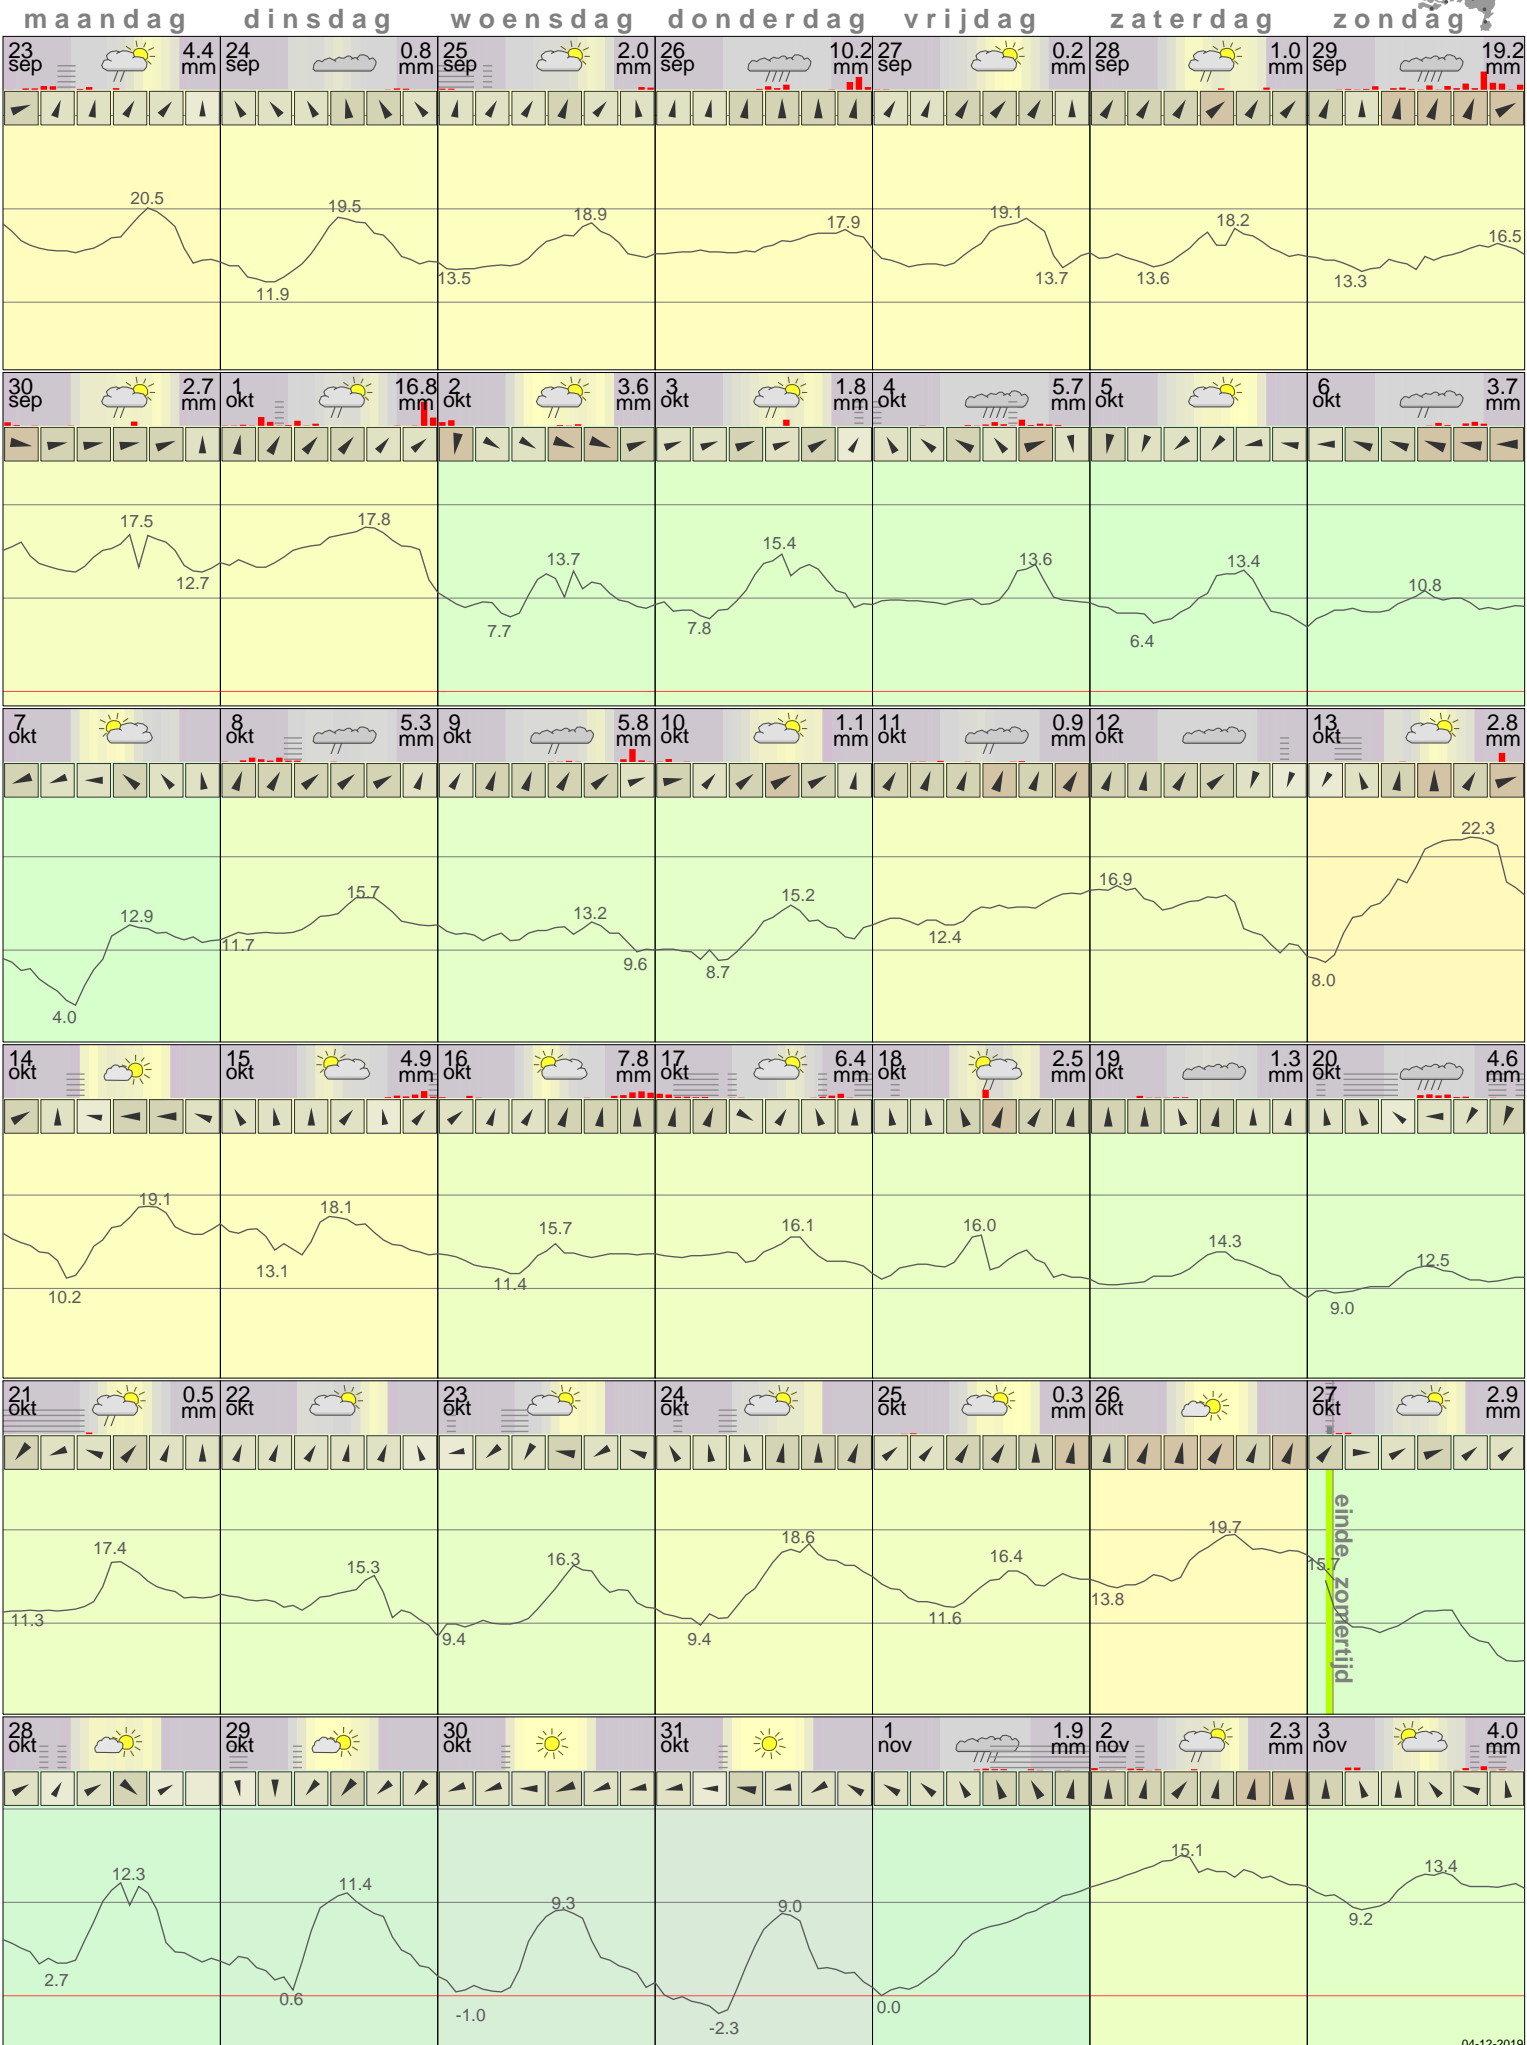 maandag dinsdag woensdag donderdag vrijdag zaterdag zondag
23 sep 4.4 mm 24 sep 0.8 mm 25 sep 2.0 mm 26 sep 10.2 mm 27 sep 0.2 mm 28 sep 1.0 mm 29 sep 19.2 mm
20.5 19.5 11.9 13.5 18.9 17.9 19.1 13.7 13.6 18.2 13.3 16.5
30 sep 2.7 mm 1 okt 16.8 mm 2 okt 3.6 mm 3 okt 1.8 mm 4 okt 5.7 mm 5 okt 6 okt 3.7 mm
17.5 12.7 17.8 7.7 13.7 7.8 15.4 13.6 6.4 13.4 10.8
7 okt 8 okt 5.3 mm 9 okt 5.8 mm 10 okt 1.1 mm 11 okt 0.9 mm 12 okt 13 okt 2.8 mm
4.0 12.9 11.7 15.7 13.2 9.6 8.7 15.2 12.4 16.9 8.0 22.3
14 okt 15 okt 4.9 mm 16 okt 7.8 mm 17 okt 6.4 mm 18 okt 2.5 mm 19 okt 1.3 mm 20 okt 4.6 mm
10.2 19.1 13.1 18.1 11.4 15.7 16.1 16.0 14.3 9.0 12.5
21 okt 0.5 mm 22 okt 23 okt 24 okt 25 okt 0.3 mm 26 okt 27 okt 2.9 mm
11.3 17.4 15.3 9.4 16.3 9.4 18.6 11.6 16.4 13.8 19.7 15.7
einde zomertijd
28 okt 29 okt 30 okt 31 okt 1 nov 1.9 mm 2 nov 2.3 mm 3 nov 4.0 mm
2.7 12.3 0.6 11.4 -1.0 9.3 -2.3 9.0 0.0 15.1 9.2 13.4
04-12-2019